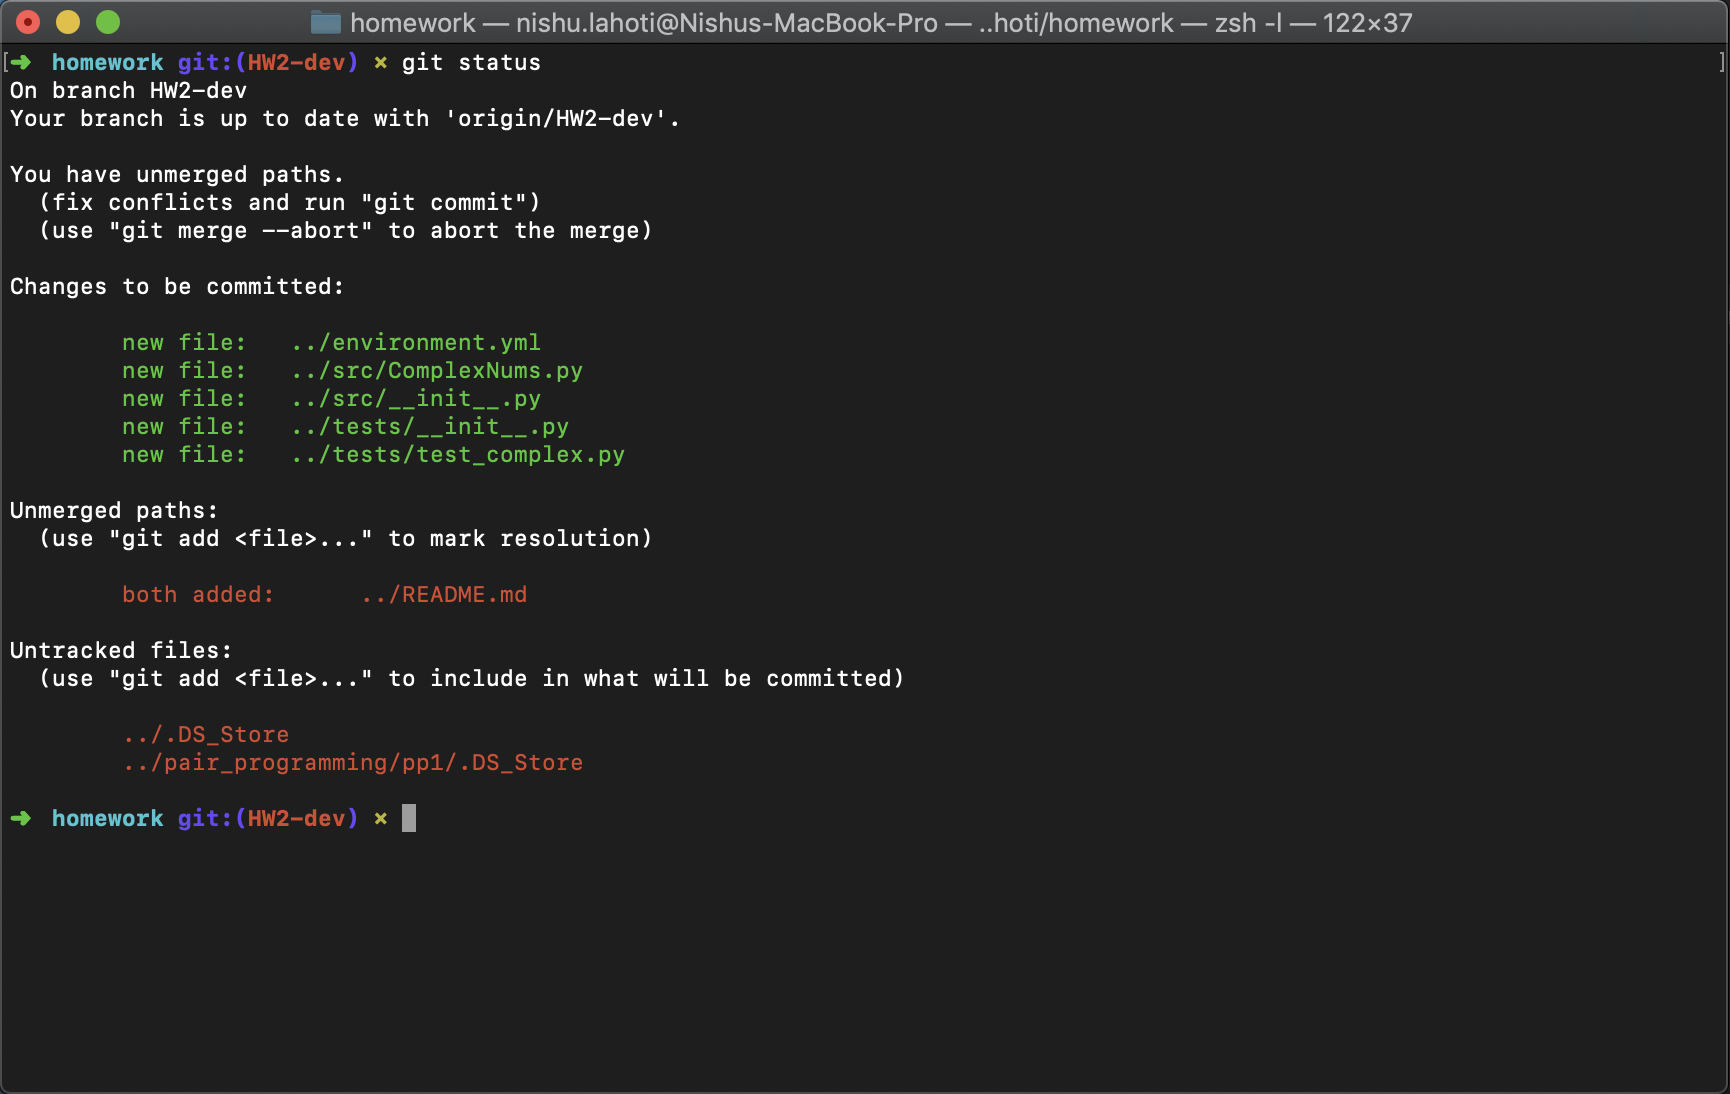 homework — nishu.lahoti@Nishus-MacBook-Pro — ..hoti/homework — zsh -l — 122×37
[➜  homework git:(HW2-dev) × git status ]
On branch HW2-dev
Your branch is up to date with 'origin/HW2-dev'.
You have unmerged paths.
  (fix conflicts and run "git commit")
  (use "git merge --abort" to abort the merge)
Changes to be committed:
        new file:   ../environment.yml
        new file:   ../src/ComplexNums.py
        new file:   ../src/__init__.py
        new file:   ../tests/__init__.py
        new file:   ../tests/test_complex.py
Unmerged paths:
  (use "git add <file>..." to mark resolution)
        both added:      ../README.md
Untracked files:
  (use "git add <file>..." to include in what will be committed)
        ../.DS_Store
        ../pair_programming/pp1/.DS_Store
➜  homework git:(HW2-dev) ×